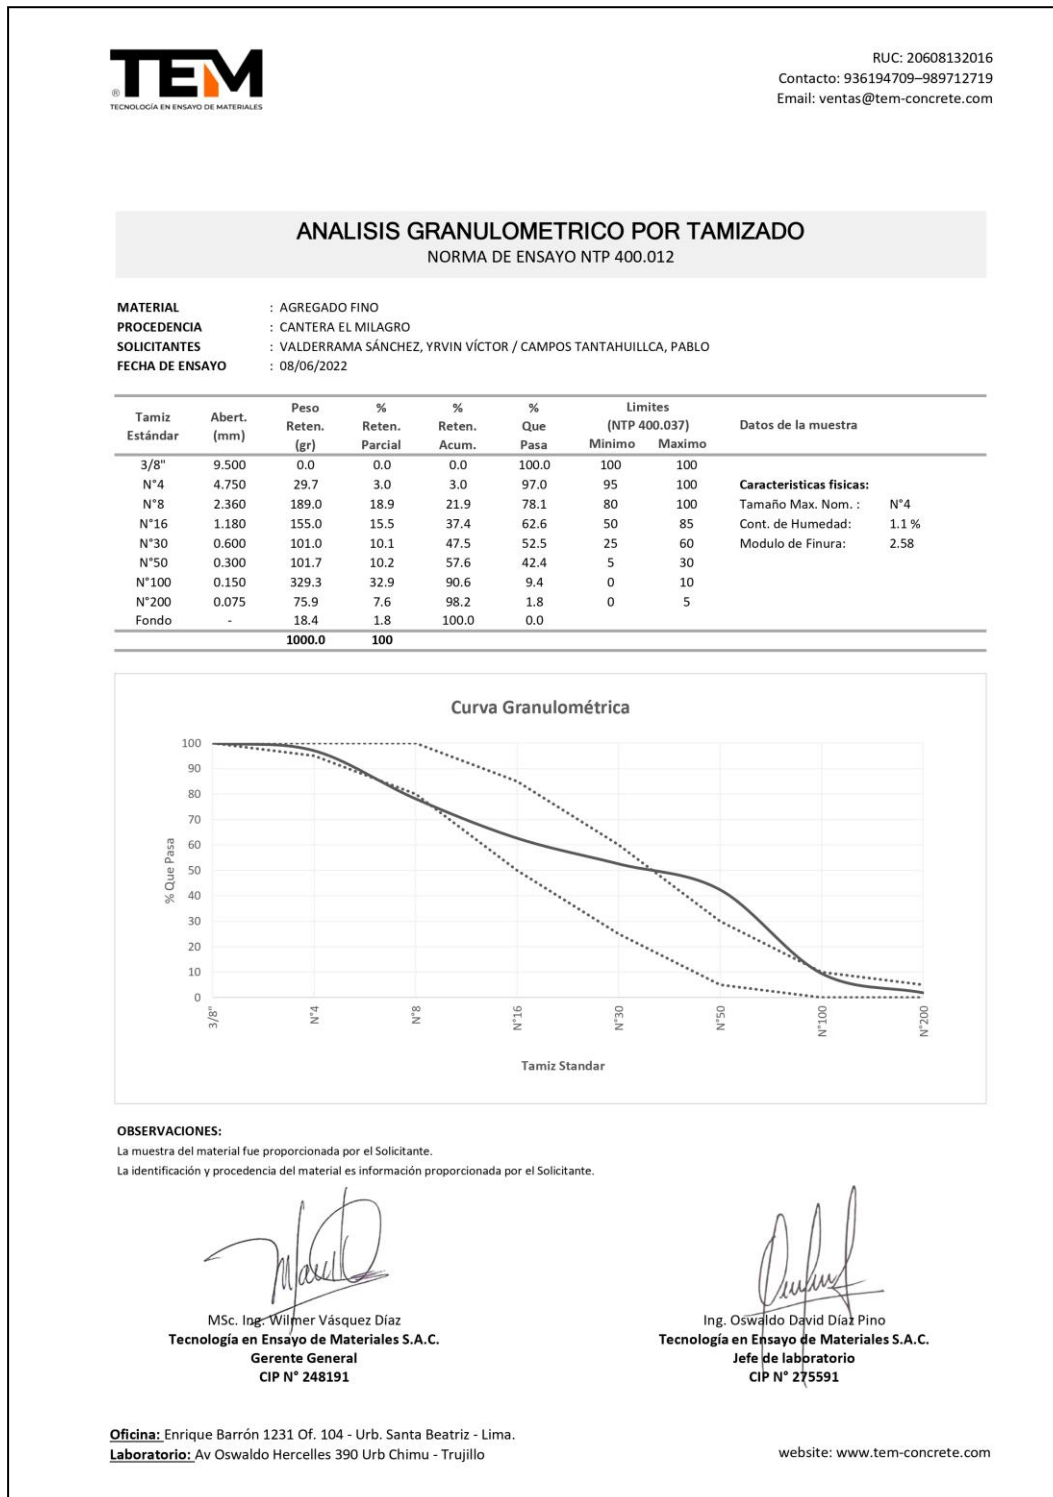 TEM
®
TECNOLOGÍA EN ENSAYO DE MATERIALES
RUC: 20608132016
Contacto: 936194709–989712719
Email: ventas@tem-concrete.com
ANALISIS GRANULOMETRICO POR TAMIZADO
NORMA DE ENSAYO NTP 400.012
MATERIAL : AGREGADO FINO
PROCEDENCIA : CANTERA EL MILAGRO
SOLICITANTES : VALDERRAMA SÁNCHEZ, YRVIN VÍCTOR / CAMPOS TANTAHUILLCA, PABLO
FECHA DE ENSAYO : 08/06/2022
Tamiz Estándar Abert. (mm) Peso Reten. (gr) % Reten. Parcial % Reten. Acum. % Que Pasa Limites (NTP 400.037) Minimo Maximo Datos de la muestra
3/8" 9.500 0.0 0.0 0.0 100.0 100 100
N°4 4.750 29.7 3.0 3.0 97.0 95 100 Caracteristicas fisicas:
N°8 2.360 189.0 18.9 21.9 78.1 80 100 Tamaño Max. Nom. : N°4
N°16 1.180 155.0 15.5 37.4 62.6 50 85 Cont. de Humedad: 1.1 %
N°30 0.600 101.0 10.1 47.5 52.5 25 60 Modulo de Finura: 2.58
N°50 0.300 101.7 10.2 57.6 42.4 5 30
N°100 0.150 329.3 32.9 90.6 9.4 0 10
N°200 0.075 75.9 7.6 98.2 1.8 0 5
Fondo - 18.4 1.8 100.0 0.0
1000.0 100
Curva Granulométrica
100
90
80
70
60
50
40
30
20
10
0
% Que Pasa
3/8" N°4 N°8 N°16 N°30 N°50 N°100 N°200
Tamiz Standar
OBSERVACIONES:
La muestra del material fue proporcionada por el Solicitante.
La identificación y procedencia del material es información proporcionada por el Solicitante.
MSc. Ing. Wilmer Vásquez Díaz
Tecnología en Ensayo de Materiales S.A.C.
Gerente General
CIP N° 248191
Ing. Oswaldo David Díaz Pino
Tecnología en Ensayo de Materiales S.A.C.
Jefe de laboratorio
CIP N° 275591
Oficina: Enrique Barrón 1231 Of. 104 - Urb. Santa Beatriz - Lima.
Laboratorio: Av Oswaldo Hercelles 390 Urb Chimu - Trujillo
website: www.tem-concrete.com